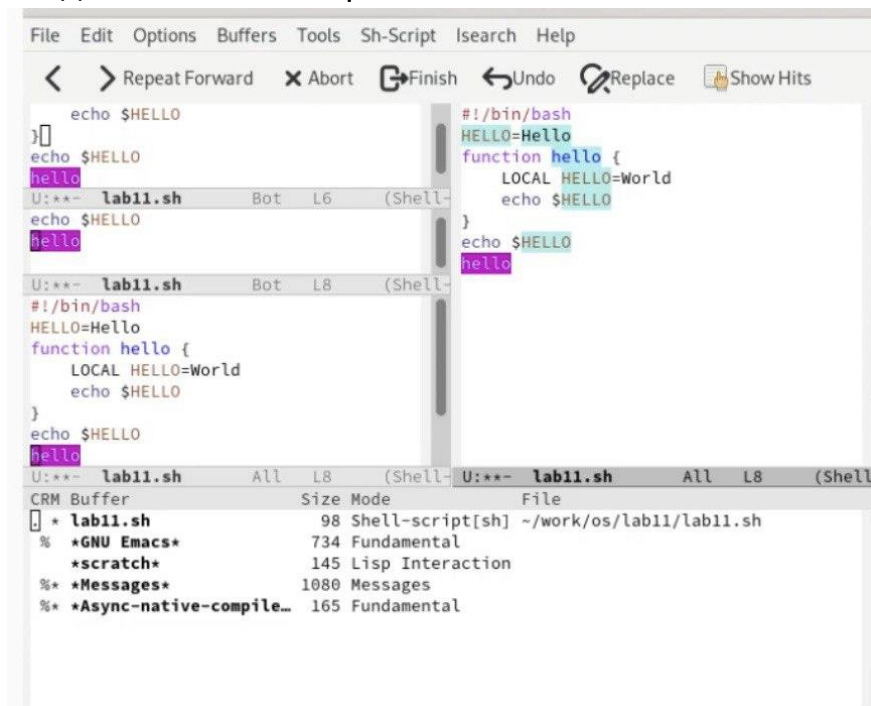 File Edit Options Buffers Tools Sh-Script Isearch Help
Repeat Forward Abort Finish Undo Replace Show Hits
echo $HELLO
}
echo $HELLO
hello
U:**- lab11.sh Bot L6 (Shell-
echo $HELLO
hello
U:**- lab11.sh Bot L8 (Shell-
#!/bin/bash
HELLO=Hello
function hello {
LOCAL HELLO=World
echo $HELLO
}
echo $HELLO
hello
U:**- lab11.sh All L8 (Shell-
#!/bin/bash
HELLO=Hello
function hello {
LOCAL HELLO=World
echo $HELLO
}
echo $HELLO
hello
U:**- lab11.sh All L8 (Shell
CRM Buffer Size Mode File
. * lab11.sh 98 Shell-script[sh] ~/work/os/lab11/lab11.sh
% *GNU Emacs* 734 Fundamental
*scratch* 145 Lisp Interaction
%* *Messages* 1080 Messages
%* *Async-native-compile… 165 Fundamental